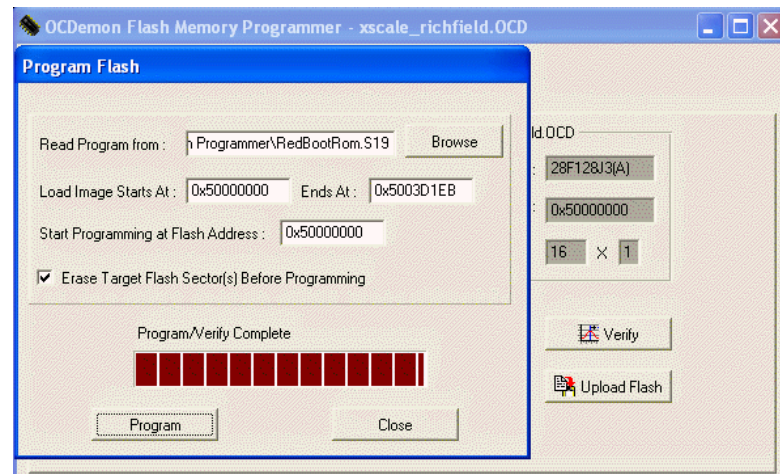 OCDemon Flash Memory Programmer - xscale_richfield.OCD
Program Flash
Read Program from : Programmer\RedBootRom.S19 Browse
Load Image Starts At : 0x50000000 Ends At : 0x5003D1EB
Start Programming at Flash Address : 0x50000000
Erase Target Flash Sector(s) Before Programming
Program/Verify Complete
Program Close
ld.OCD
: 28F128J3(A)
: 0x50000000
16 X 1
Verify
Upload Flash